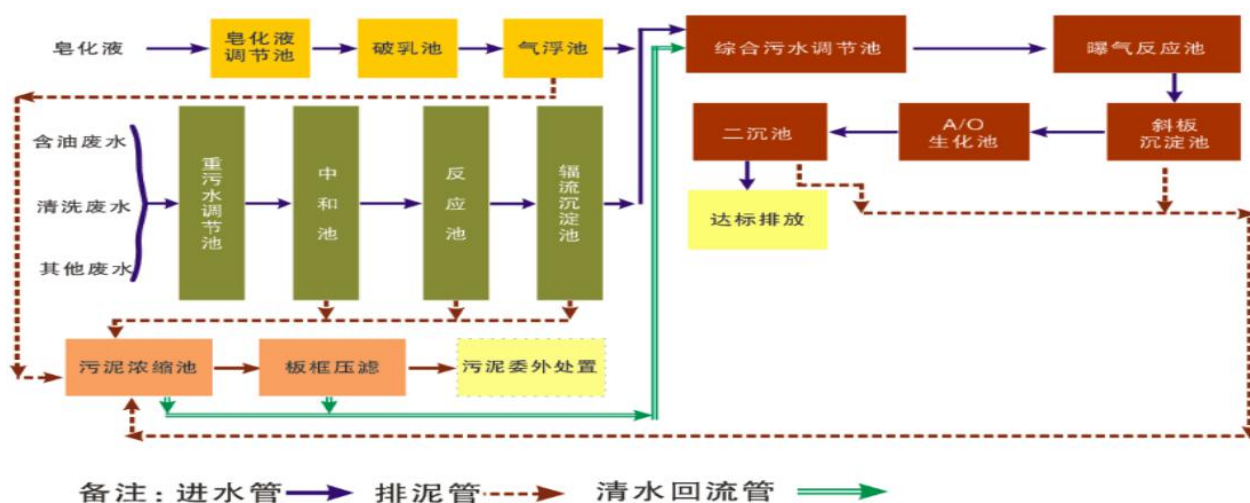 皂化液
皂化液
调节池
破乳池
气浮池
综合污水调节池
曝气反应池
含油废水
清洗废水
其他废水
重污水调节池
中和池
反应池
辐流沉淀池
二沉池
A/O
生化池
斜板
沉淀池
达标排放
污泥浓缩池
板框压滤
污泥委外处置
备注:进水管 排泥管 清水回流管